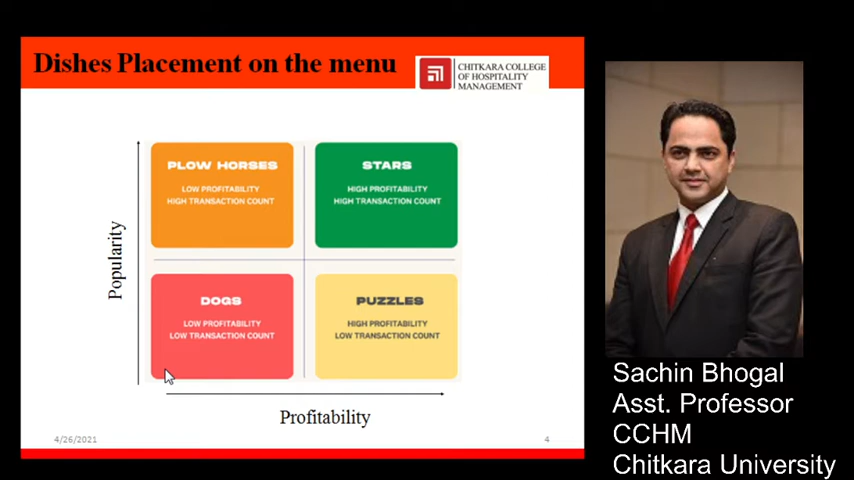 Dishes Placement on the menu
CHITKARA COLLEGE
OF HOSPITALITY
MANAGEMENT
PLOW HORSES
LOW PROFITABILITY
HIGH TRANSACTION COUNT
STARS
HIGH PROFITABILITY
HIGH TRANSACTION COUNT
Popularity
DOGS
LOW PROFITABILITY
LOW TRANSACTION COUNT
PUZZLES
HIGH PROFITABILITY
LOW TRANSACTION COUNT
Profitability
4/26/2021
4
Sachin Bhogal
Asst. Professor
CCHM
Chitkara University